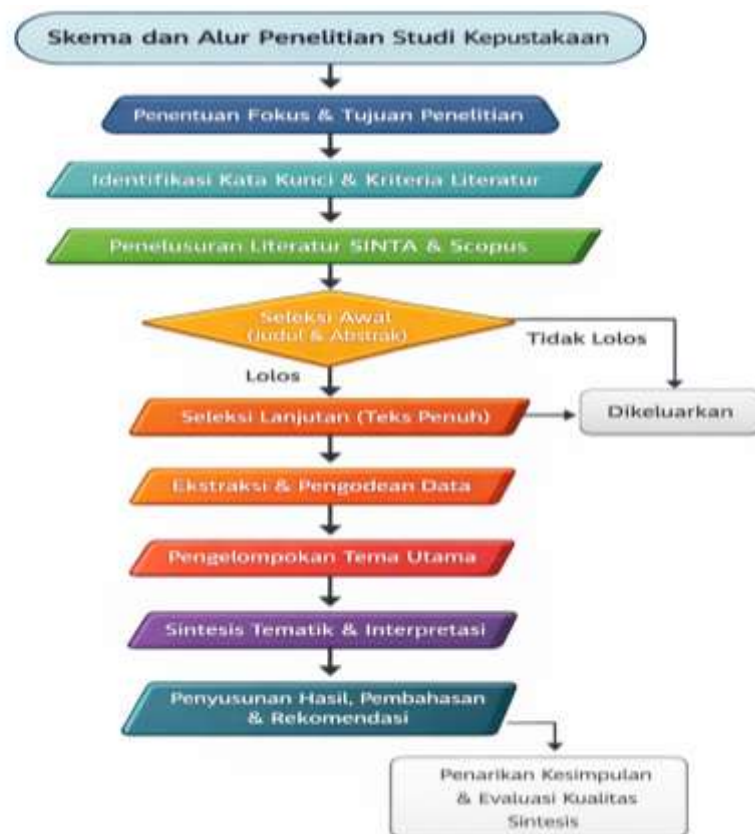 Skema dan Alur Penelitian Studi Kepustakaan
Penentuan Fokus & Tujuan Penelitian
Identifikasi Kata Kunci & Kriteria Literatur
Penelusuran Literatur SINTA & Scopus
Seleksi Awal
(Judul & Abstrak)
Tidak Lolos
Lolos
Seleksi Lanjutan (Teks Penuh)
Dikeluarkan
Ekstraksi & Pengodean Data
Pengelompokan Tema Utama
Sintesis Tematik & Interpretasi
Penyusunan Hasil, Pembahasan
& Rekomendasi
Penarikan Kesimpulan
& Evaluasi Kualitas
Sintesis